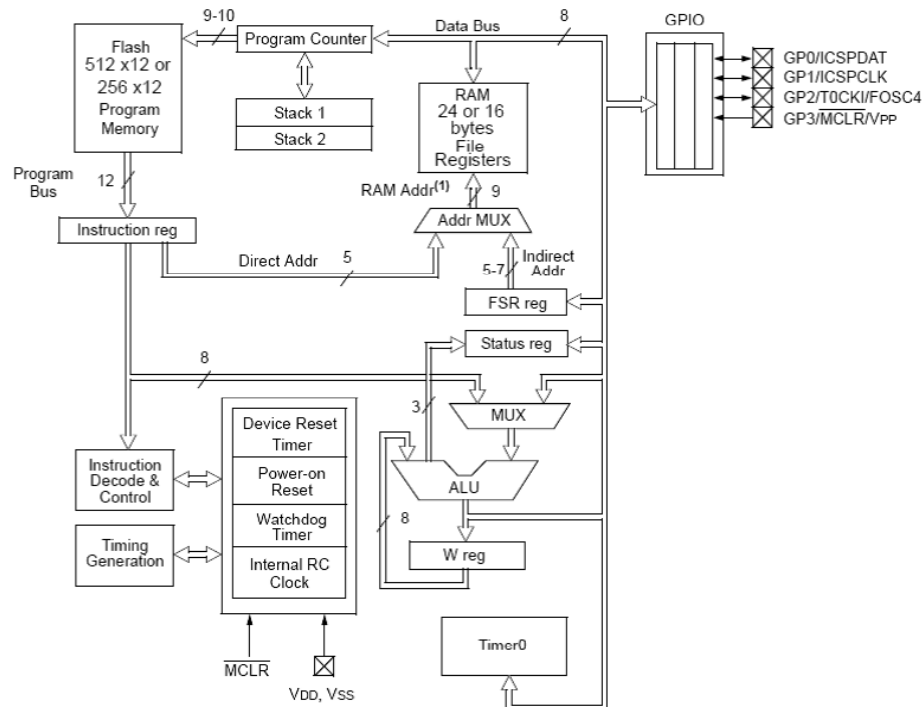 9-10
Data Bus
8
GPIO
Flash
512 x12 or
256 x12
Program
Memory
Program Counter
Stack 1
Stack 2
RAM
24 or 16
bytes
File
Registers
GP0/ICSPDAT
GP1/ICSPCLK
GP2/T0CKI/FOSC4
GP3/MCLR/VPP
Program
Bus
12
RAM Addr(1)
9
Instruction reg
Addr MUX
Direct Addr
5
5-7
Indirect
Addr
FSR reg
Status reg
8
3
MUX
Device Reset
Timer
Power-on
Reset
Watchdog
Timer
Internal RC
Clock
Instruction
Decode &
Control
Timing
Generation
ALU
8
W reg
MCLR
VDD, VSS
Timer0